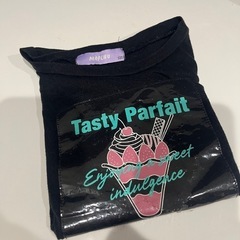 Tasty Parfait
Enjoy a sweet
indulgence